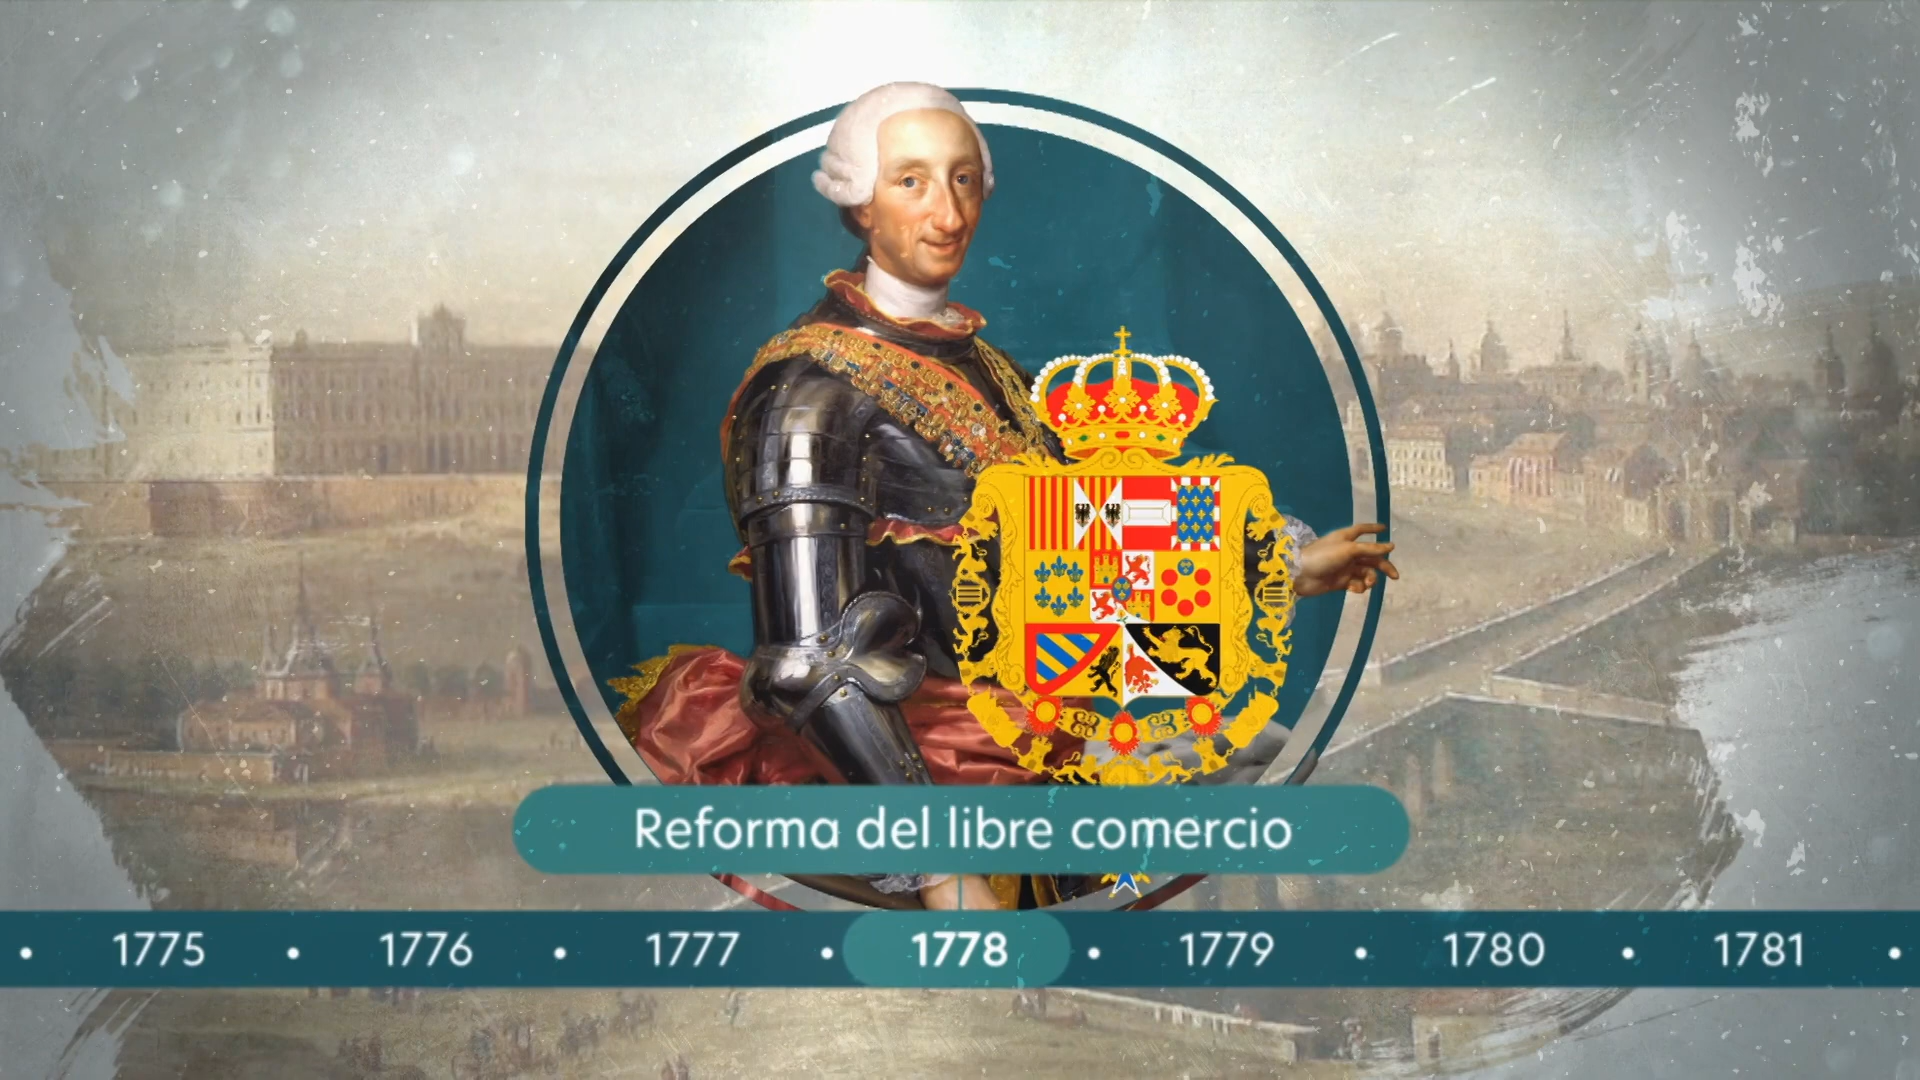 Reforma del libre comercio
• 1775 • 1776 • 1777 • 1778 • 1779 • 1780 • 1781 •